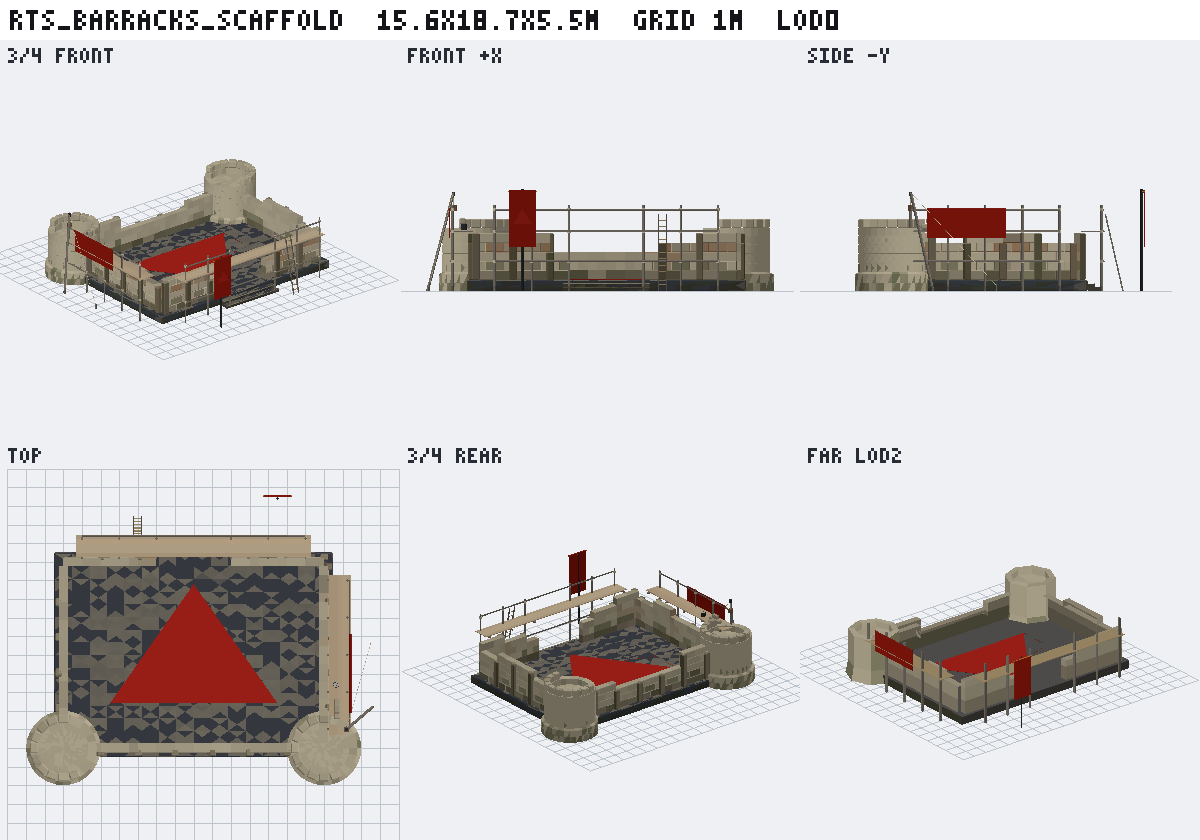 RTS_BARRACKS_SCAFFOLD 15.6X18.7X5.5M GRID 1M LOD0
3/4 FRONT
FRONT +X
SIDE -Y
TOP
3/4 REAR
FAR LOD2